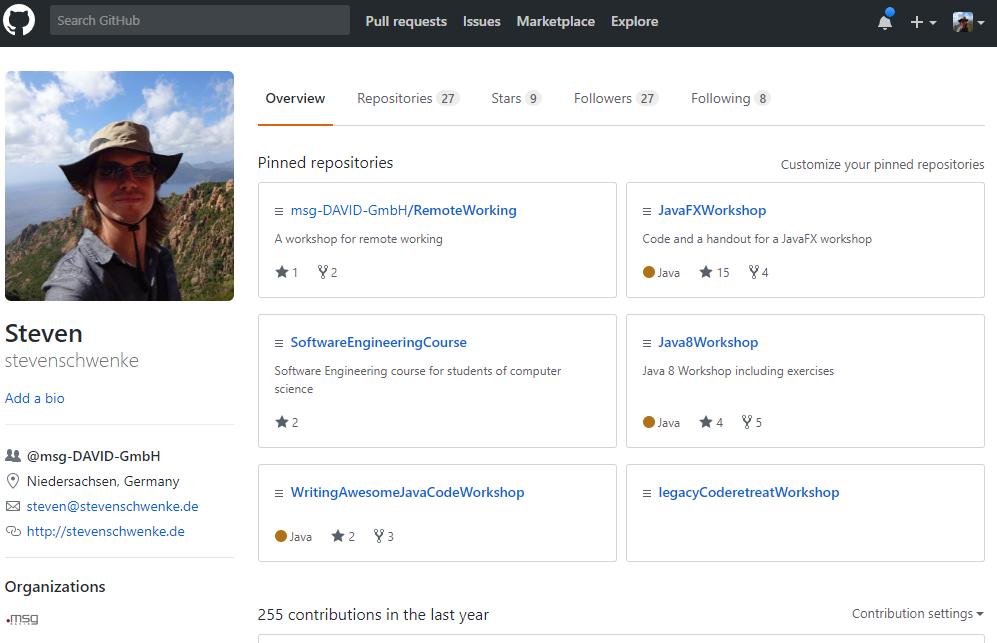 Search GitHub
Pull requests Issues Marketplace Explore
Overview Repositories 27 Stars 9 Followers 27 Following 8
Pinned repositories
Customize your pinned repositories
msg-DAVID-GmbH/RemoteWorking
A workshop for remote working
1 2
JavaFXWorkshop
Code and a handout for a JavaFX workshop
Java 15 4
SoftwareEngineeringCourse
Software Engineering course for students of computer
science
2
Java8Workshop
Java 8 Workshop including exercises
Java 4 5
WritingAwesomeJavaCodeWorkshop
Java 2 3
legacyCoderetreatWorkshop
255 contributions in the last year
Contribution settings
Steven
stevenschwenke
Add a bio
@msg-DAVID-GmbH
Niedersachsen, Germany
steven@stevenschwenke.de
http://stevenschwenke.de
Organizations
.msg